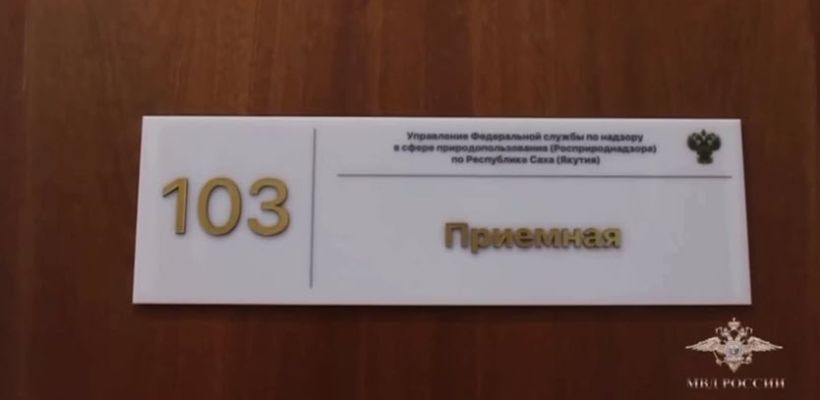 103
Управление Федеральной службы по надзору
в сфере природопользования (Росприроднадзора)
по Республике Саха (Якутия)
Приемная
МВД РОССИИ